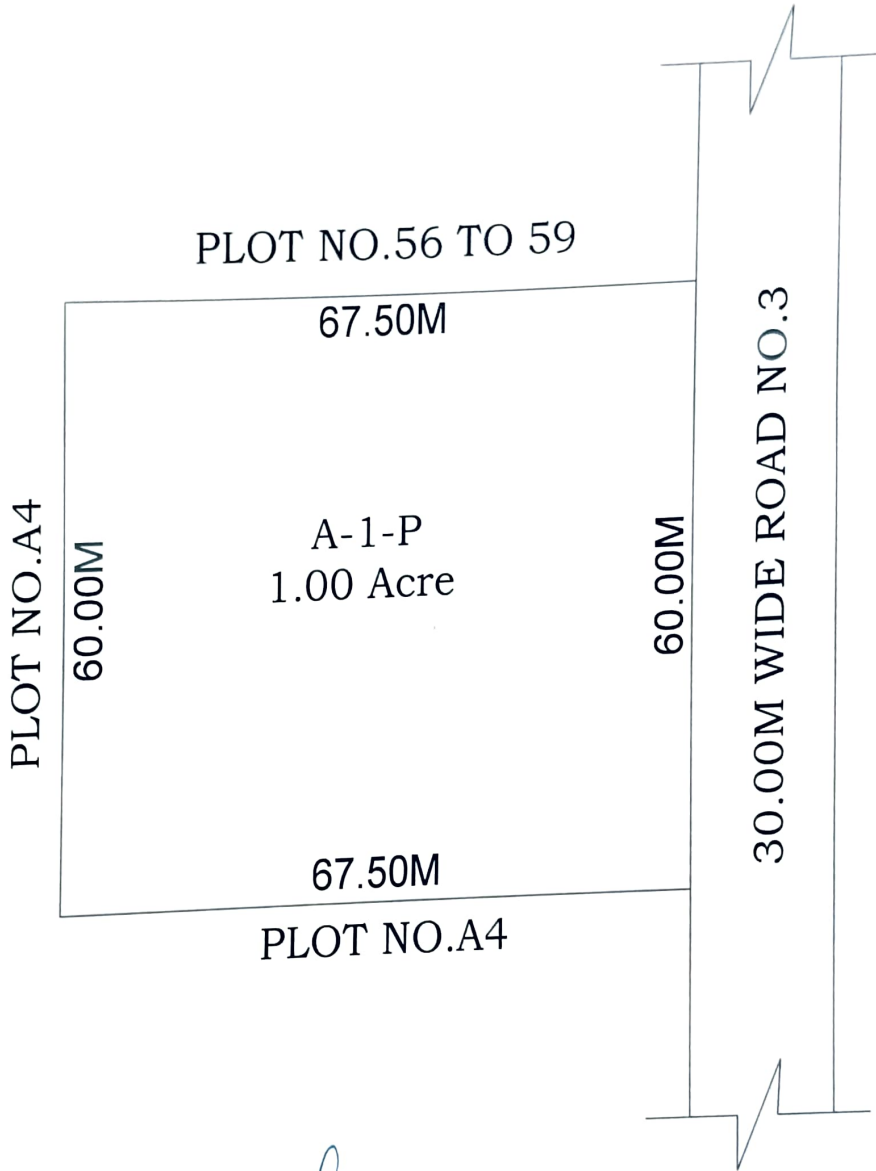 PLOT NO.56 TO 59
67.50M
PLOT NO.A4
60.00M
A-1-P
1.00 Acre
60.00M
30.00M WIDE ROAD NO.3
67.50M
PLOT NO.A4